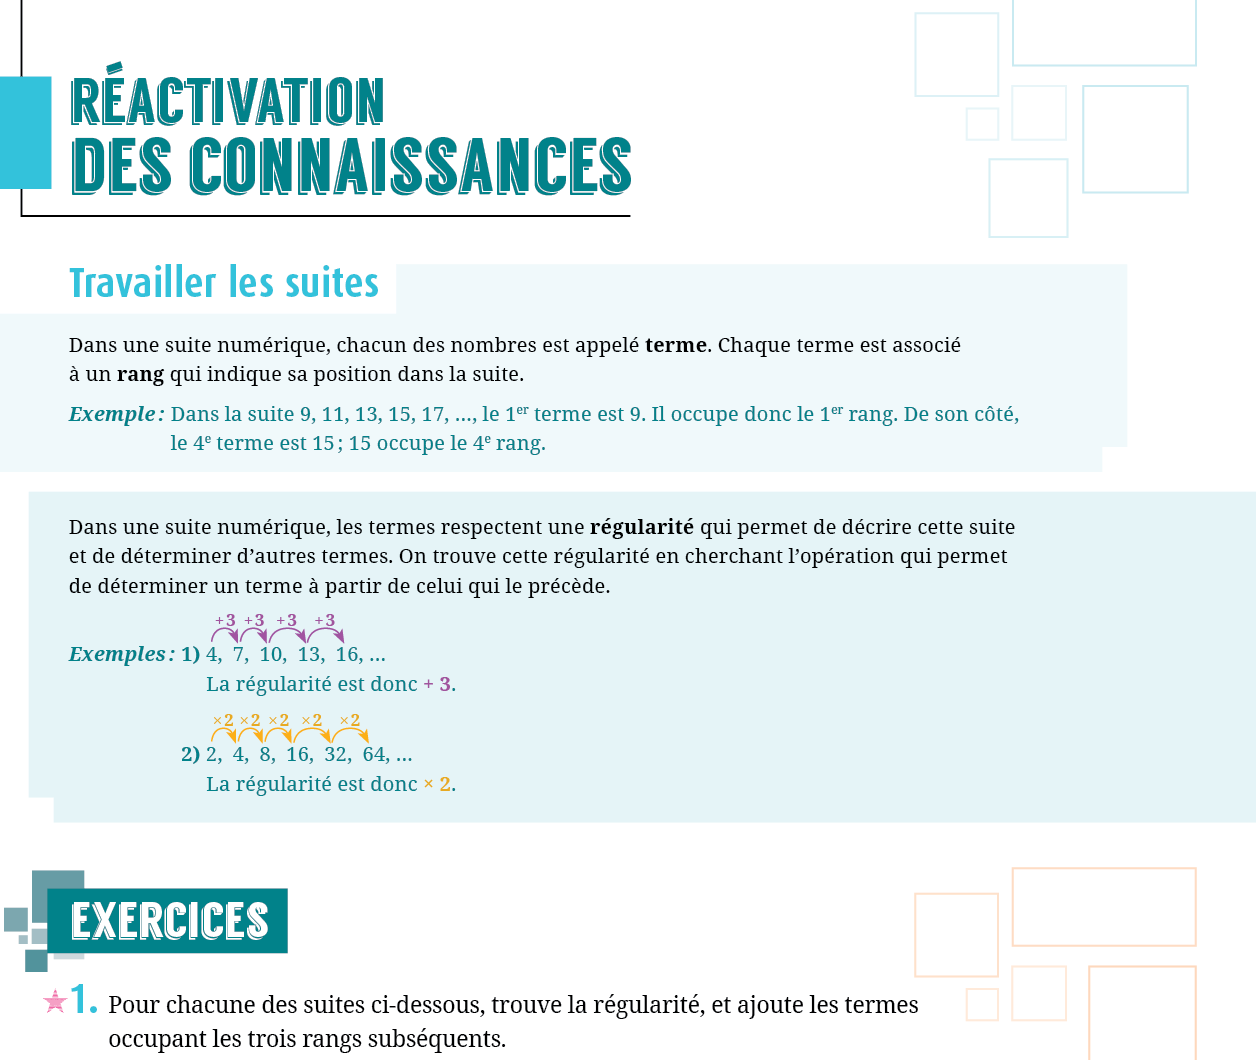 RÉACTIVATION
DES CONNAISSANCES
Travailler les suites
Dans une suite numérique, chacun des nombres est appelé terme. Chaque terme est associé
à un rang qui indique sa position dans la suite.
Exemple : Dans la suite 9, 11, 13, 15, 17, …, le 1er terme est 9. Il occupe donc le 1er rang. De son côté,
le 4e terme est 15 ; 15 occupe le 4e rang.
Dans une suite numérique, les termes respectent une régularité qui permet de décrire cette suite
et de déterminer d’autres termes. On trouve cette régularité en cherchant l’opération qui permet
de déterminer un terme à partir de celui qui le précède.
+3 +3 +3 +3
Exemples : 1) 4, 7, 10, 13, 16, …
La régularité est donc + 3.
×2 ×2 ×2 ×2 ×2
2) 2, 4, 8, 16, 32, 64, …
La régularité est donc × 2.
EXERCICES
1. Pour chacune des suites ci-dessous, trouve la régularité, et ajoute les termes
occupant les trois rangs subséquents.